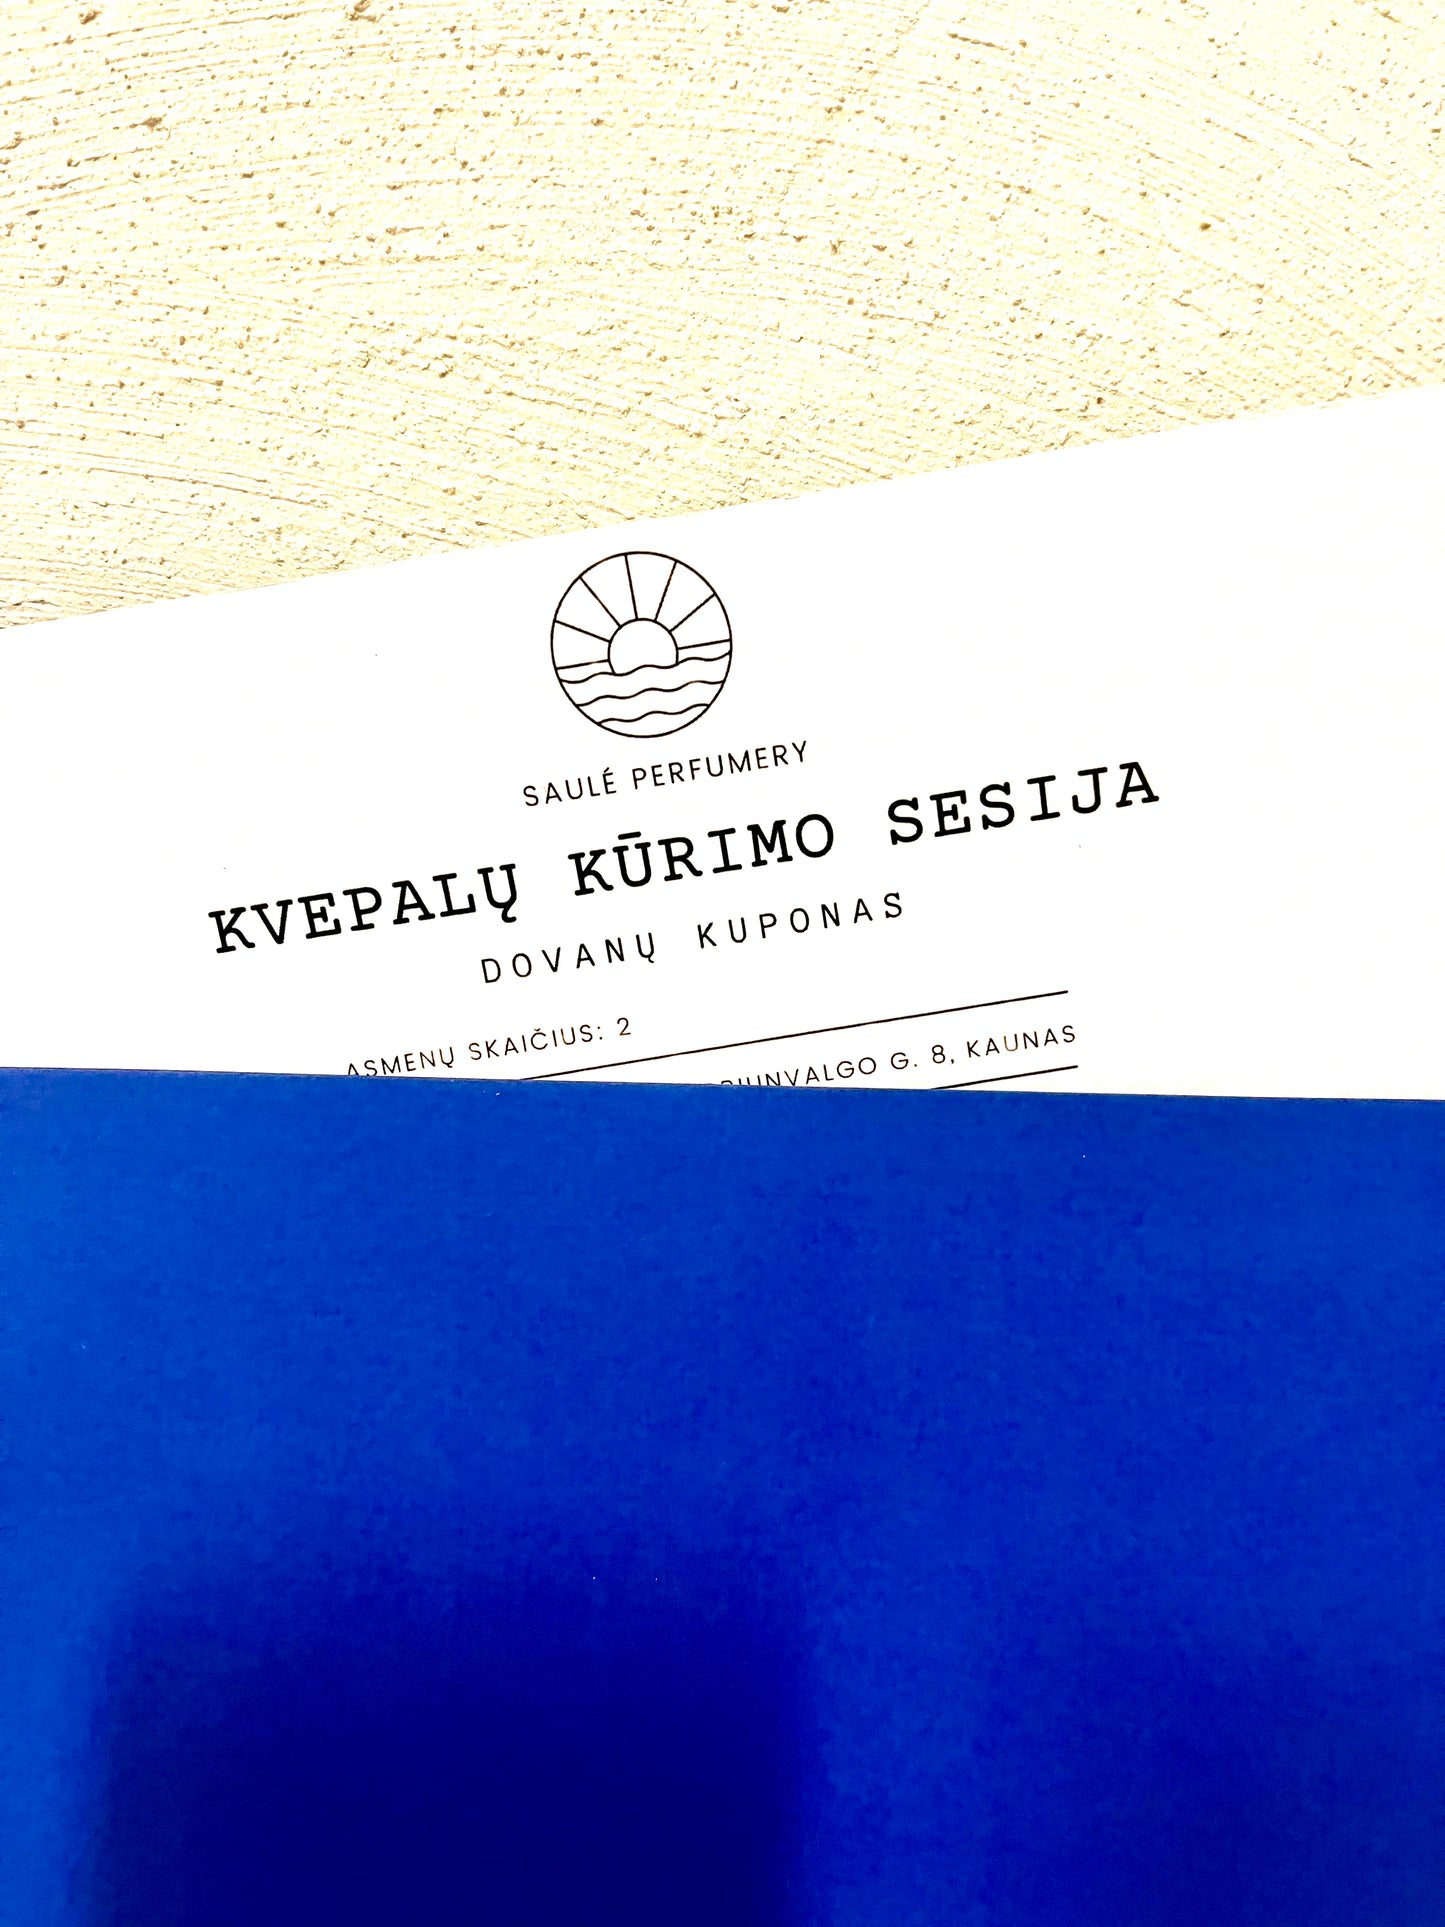 SAULÉ PERFUMERY
KVEPALŲ KŪRIMO SESIJA
DOVANŲ KUPONAS
ASMENŲ SKAIČIUS: 2
G. 8, KAUNAS